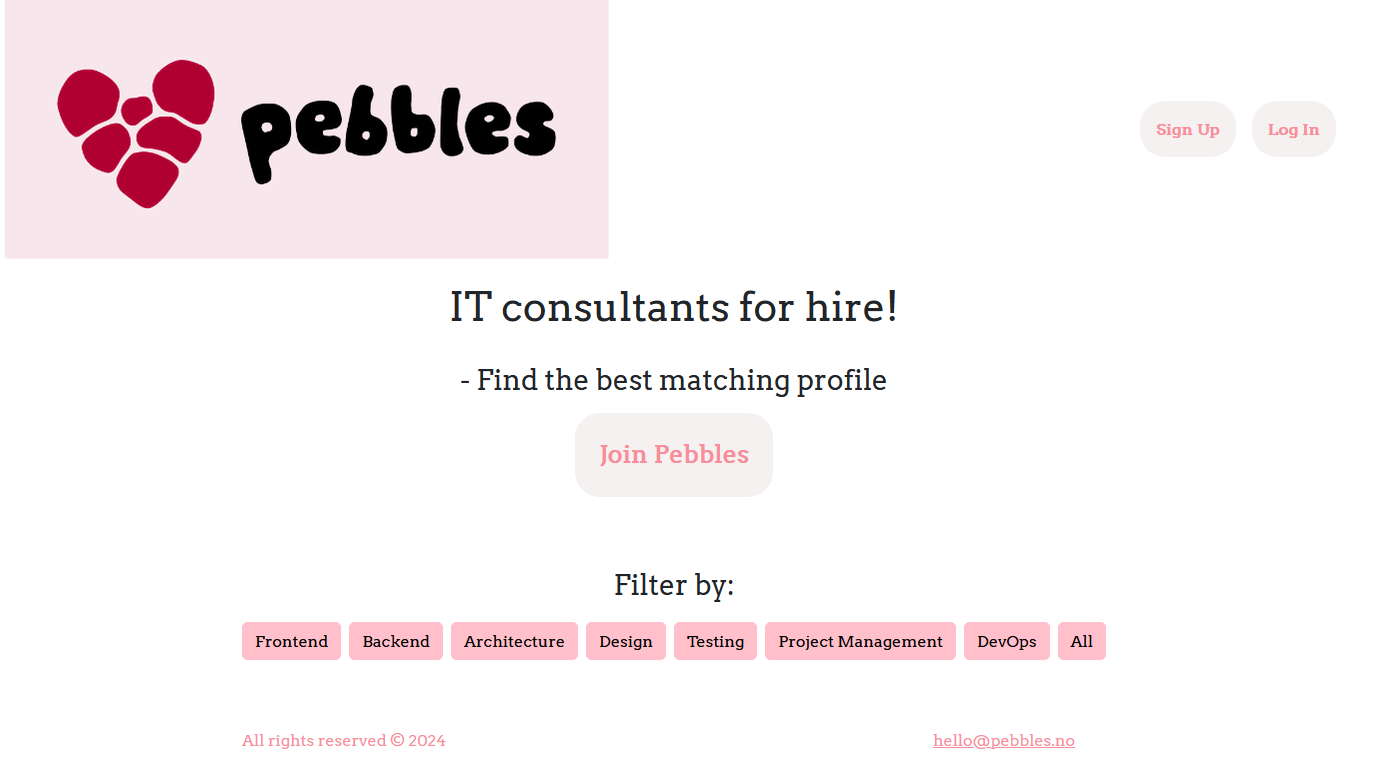 pebbles
Sign Up Log In
IT consultants for hire!
- Find the best matching profile
Join Pebbles
Filter by:
Frontend Backend Architecture Design Testing Project Management DevOps All
All rights reserved © 2024 hello@pebbles.no